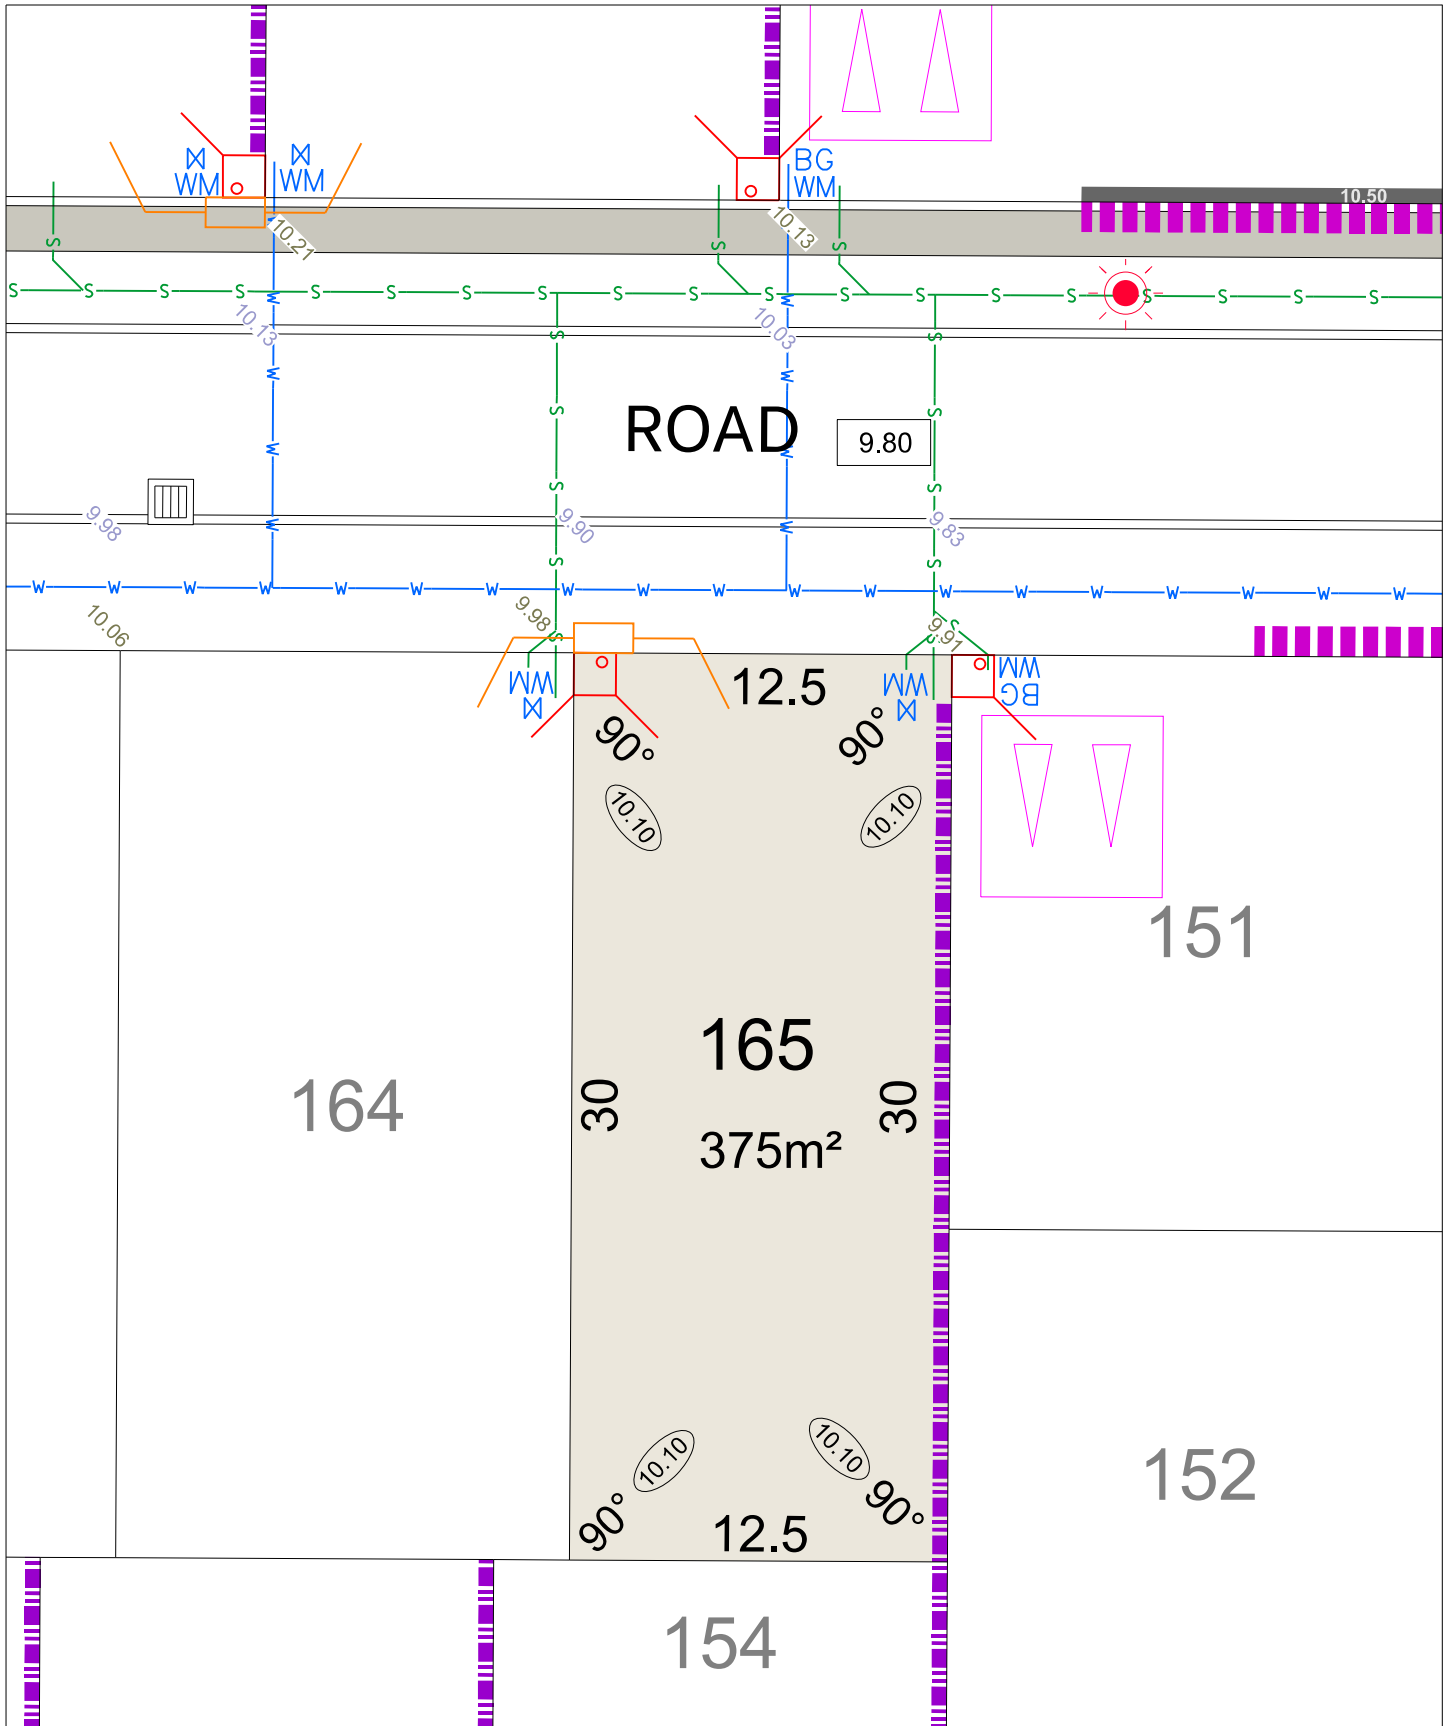 WM
WM
BG
WM
10.50
10.21
10.13
S S S S S S S S S S S S S S S S S S S
S
S
S
10.13
10.03
W
W
W
W
W
W
W
W
S
S
S
S
S
S
S
S
ROAD
9.80
9.98
9.90
9.83
W W W W W W W W W W W W W W W W W W W
10.06
9.98
9.91
S
S
WM
WM
WM
BG
12.5
90°
90°
10.10
10.10
151
165
164
30
30
375m²
10.10
10.10
152
90°
90°
12.5
154